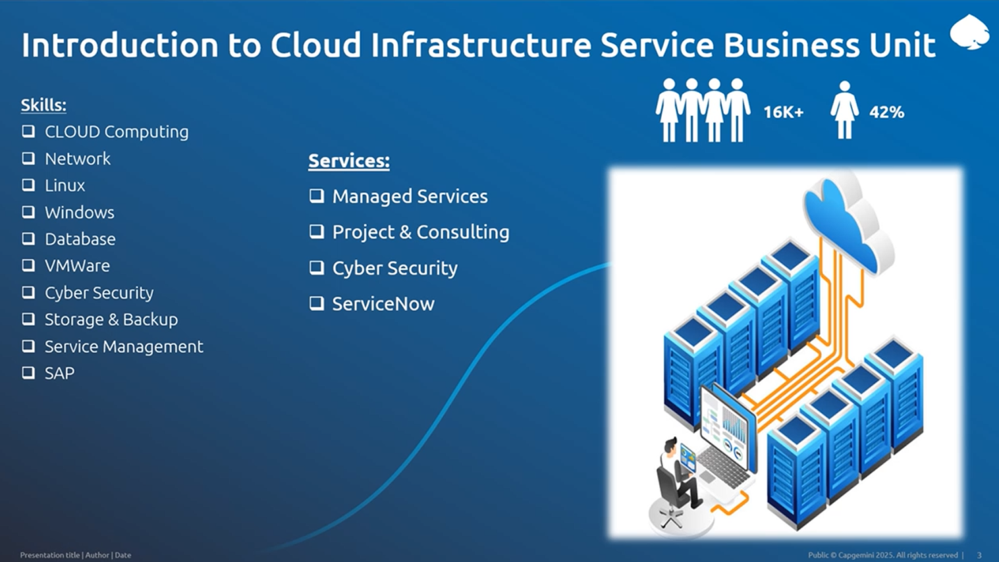 Introduction to Cloud Infrastructure Service Business Unit
16K+
42%
Skills:
CLOUD Computing
Network
Linux
Windows
Database
VMWare
Cyber Security
Storage & Backup
Service Management
SAP
Services:
Managed Services
Project & Consulting
Cyber Security
ServiceNow
Presentation title | Author | Date
Public © Capgemini 2025. All rights reserved | 3